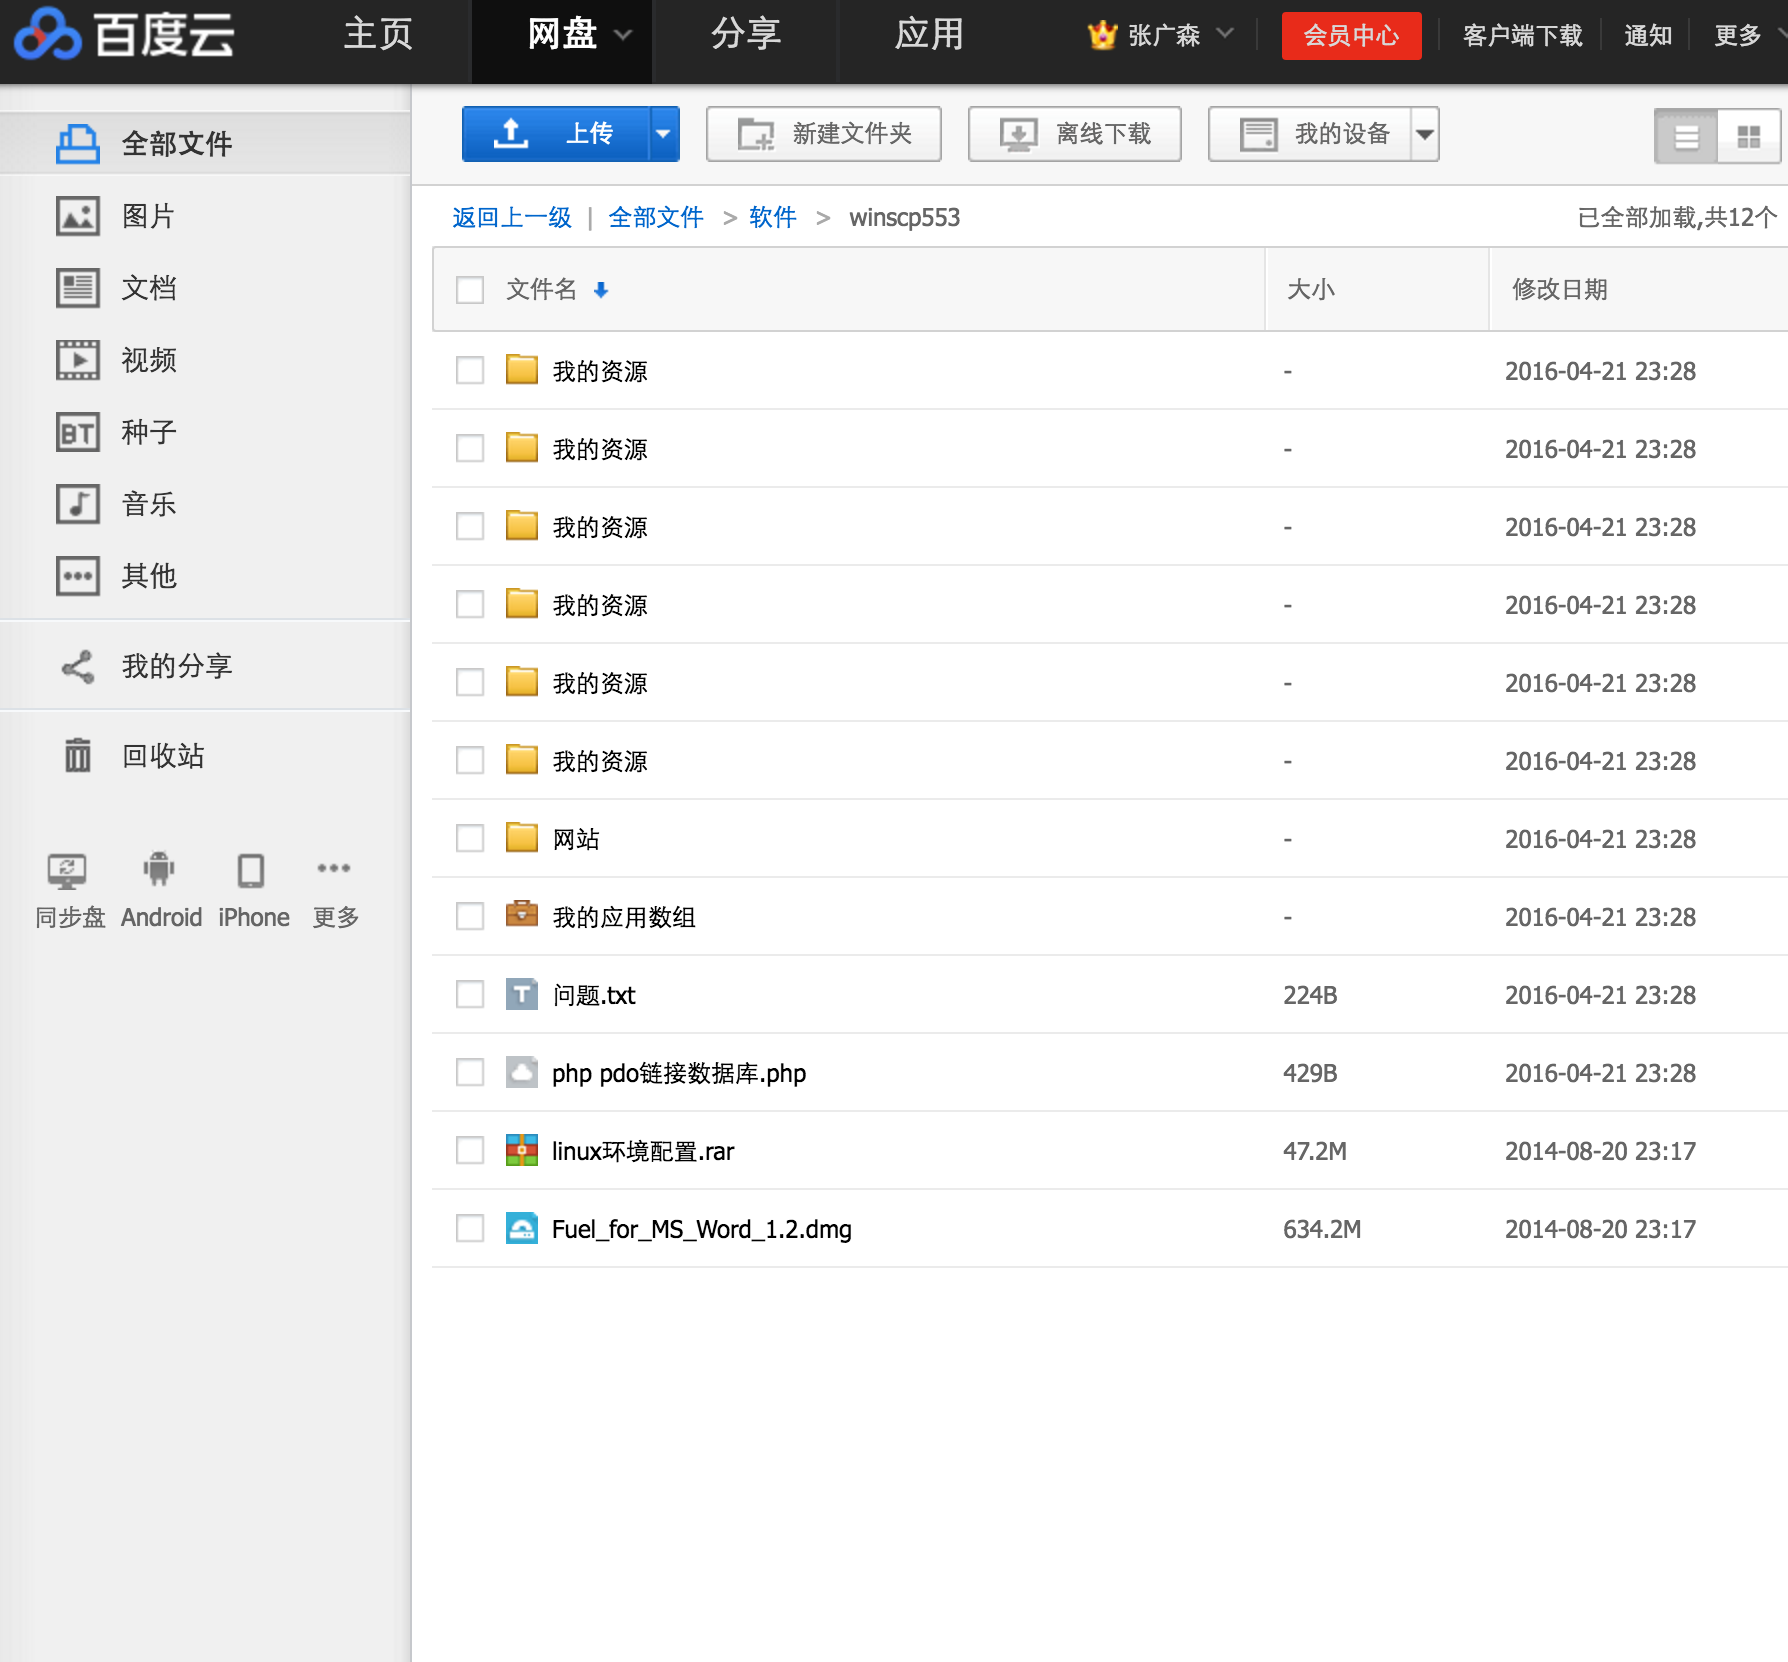 百度云 主页 网盘 分享 应用 张广森 会员中心 客户端下载 通知 更多
上传 新建文件夹 离线下载 我的设备
全部文件
图片
文档
视频
BT 种子
音乐
其他
我的分享
回收站
同步盘 Android iPhone 更多
返回上一级 | 全部文件 > 软件 > winscp553 已全部加载,共12个
文件名 大小 修改日期
我的资源 - 2016-04-21 23:28
我的资源 - 2016-04-21 23:28
我的资源 - 2016-04-21 23:28
我的资源 - 2016-04-21 23:28
我的资源 - 2016-04-21 23:28
我的资源 - 2016-04-21 23:28
网站 - 2016-04-21 23:28
我的应用数组 - 2016-04-21 23:28
T 问题.txt 224B 2016-04-21 23:28
php pdo链接数据库.php 429B 2016-04-21 23:28
linux环境配置.rar 47.2M 2014-08-20 23:17
Fuel_for_MS_Word_1.2.dmg 634.2M 2014-08-20 23:17